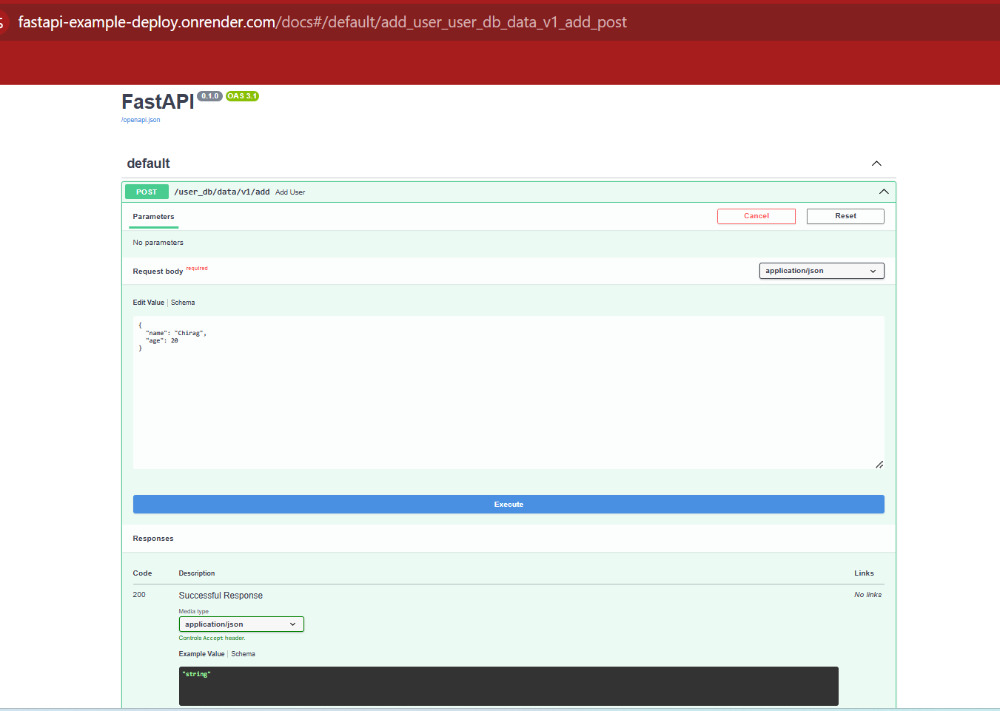 fastapi-example-deploy.onrender.com/docs#/default/add_user_user_db_data_v1_add_post
FastAPI 0.1.0 OAS 3.1
/openapi.json
default
POST /user_db/data/v1/add Add User
Parameters Cancel Reset
No parameters
Request body required application/json
Edit Value | Schema
{
"name": "Chirag",
"age": 20
}
Execute
Responses
Code Description Links
200 Successful Response No links
Media type
application/json
Controls Accept header.
Example Value | Schema
"string"